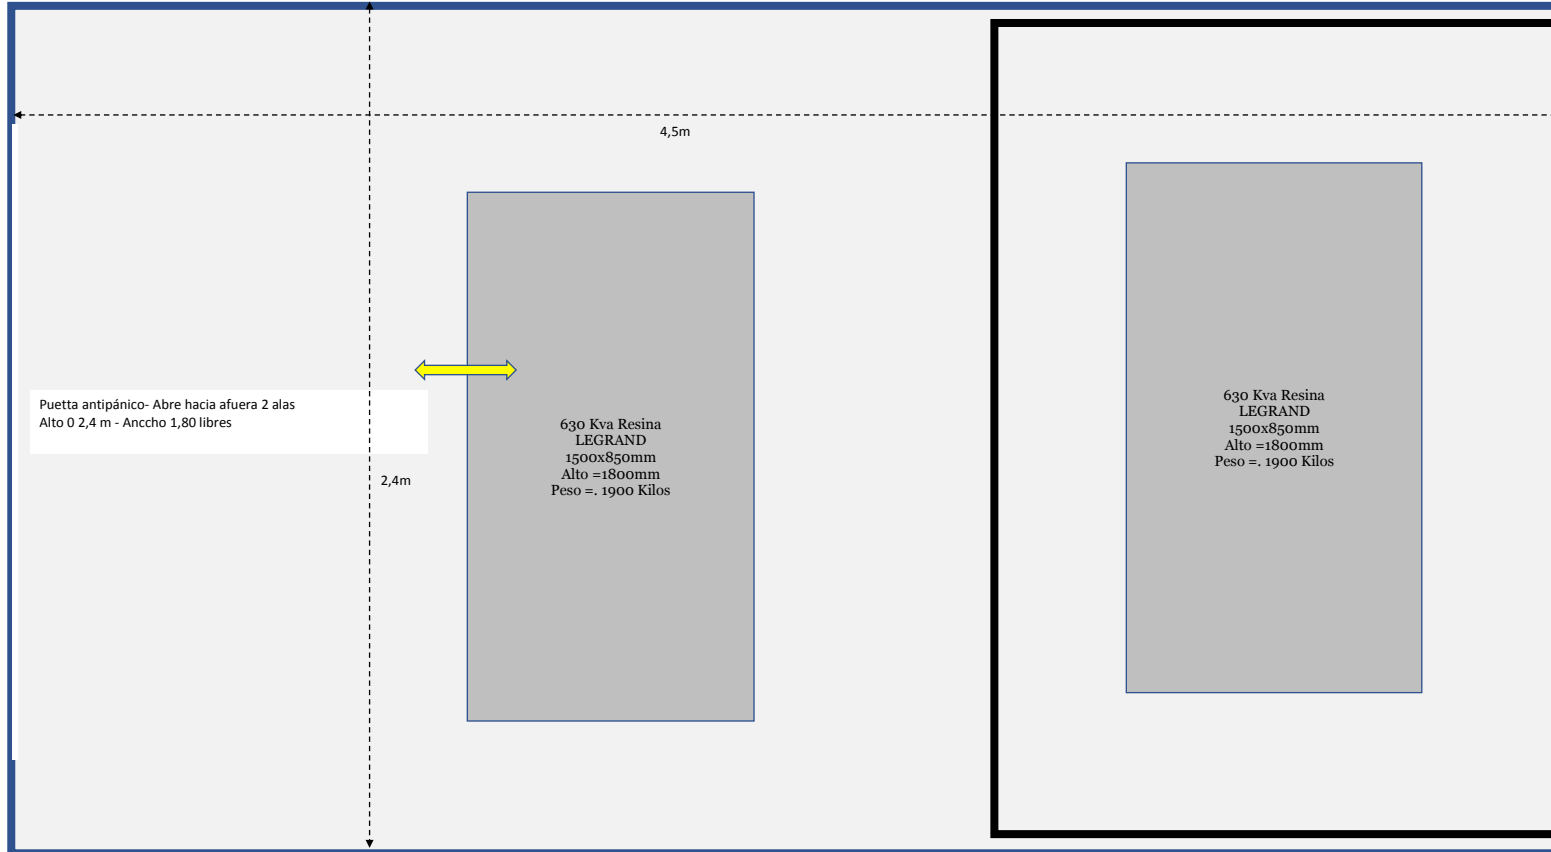 4,5m
Puetta antipánico- Abre hacia afuera 2 alas
Alto 0 2,4 m - Anccho 1,80 libres
2,4m
630 Kva Resina
LEGRAND
1500x850mm
Alto =1800mm
Peso =. 1900 Kilos
630 Kva Resina
LEGRAND
1500x850mm
Alto =1800mm
Peso =. 1900 Kilos